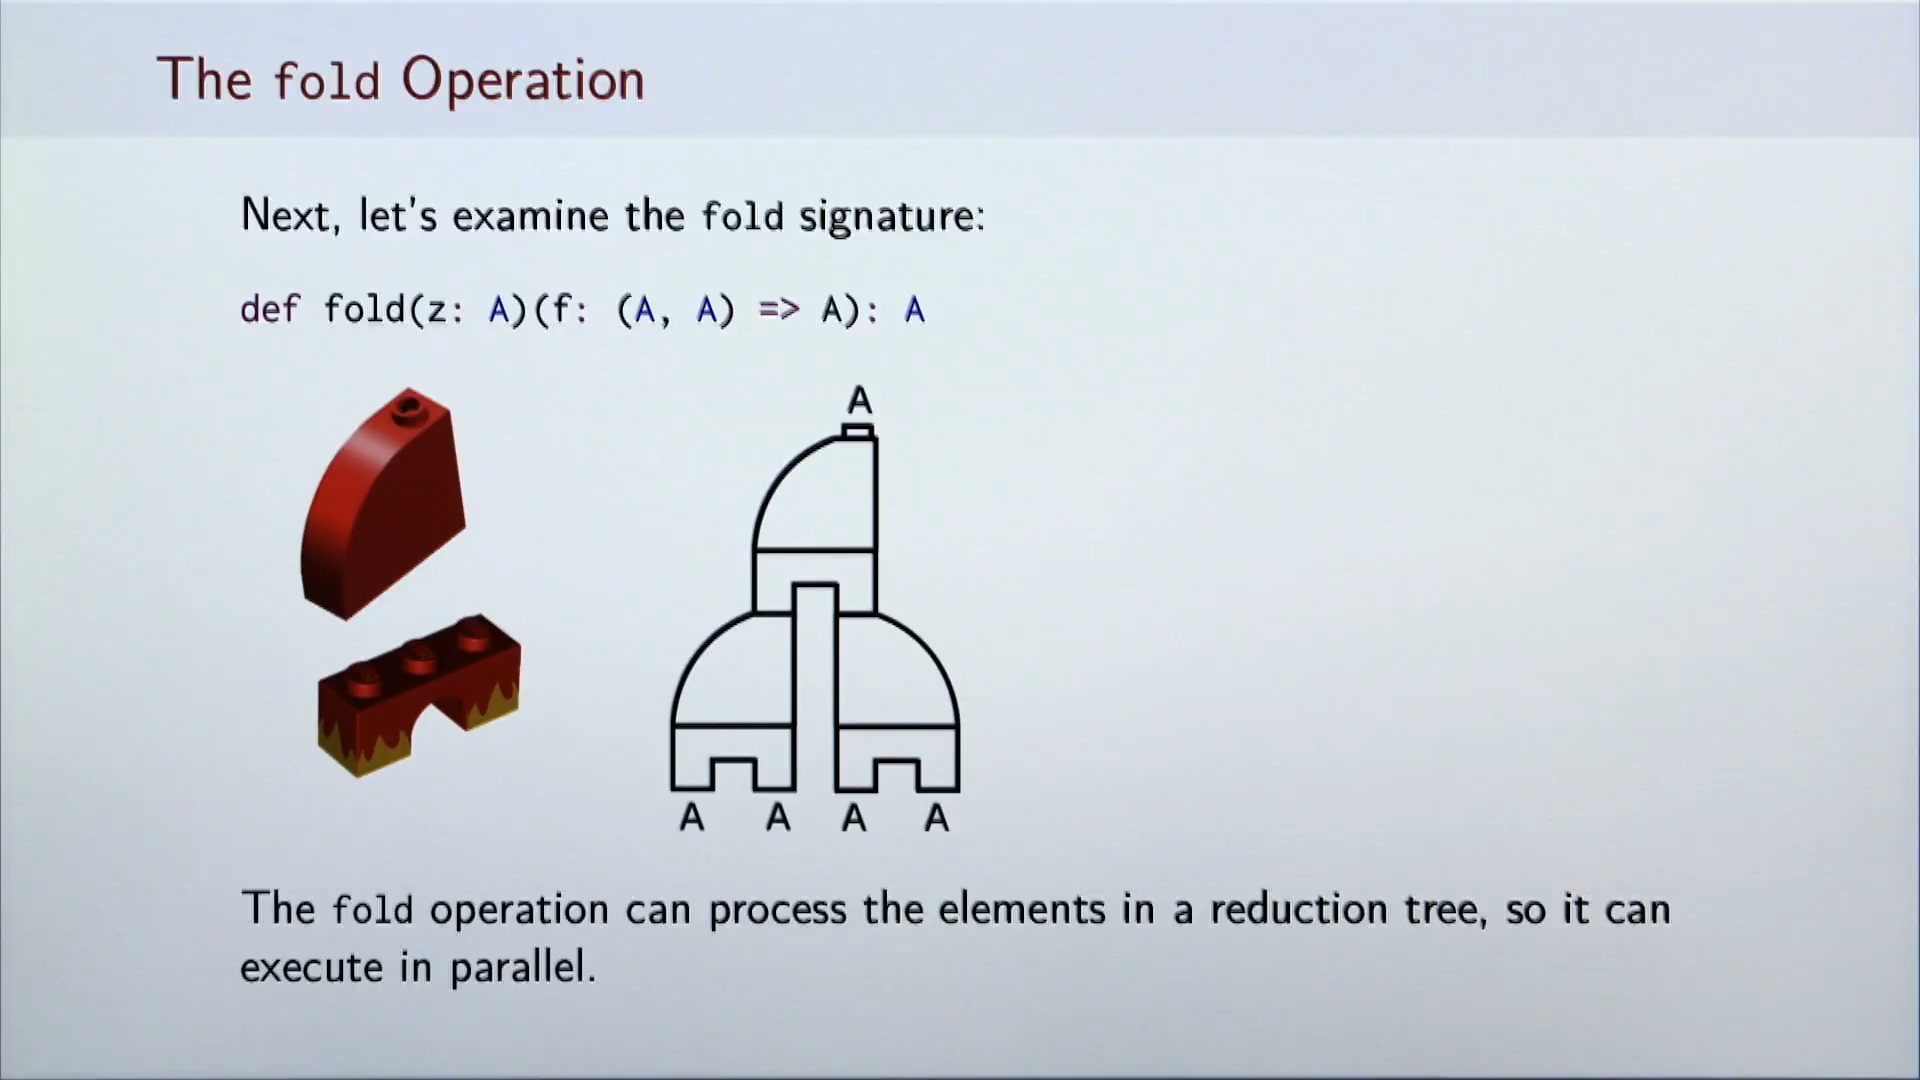 The fold Operation
Next, let's examine the fold signature:
def fold(z: A)(f: (A, A) => A): A
A
A A A A
The fold operation can process the elements in a reduction tree, so it can
execute in parallel.